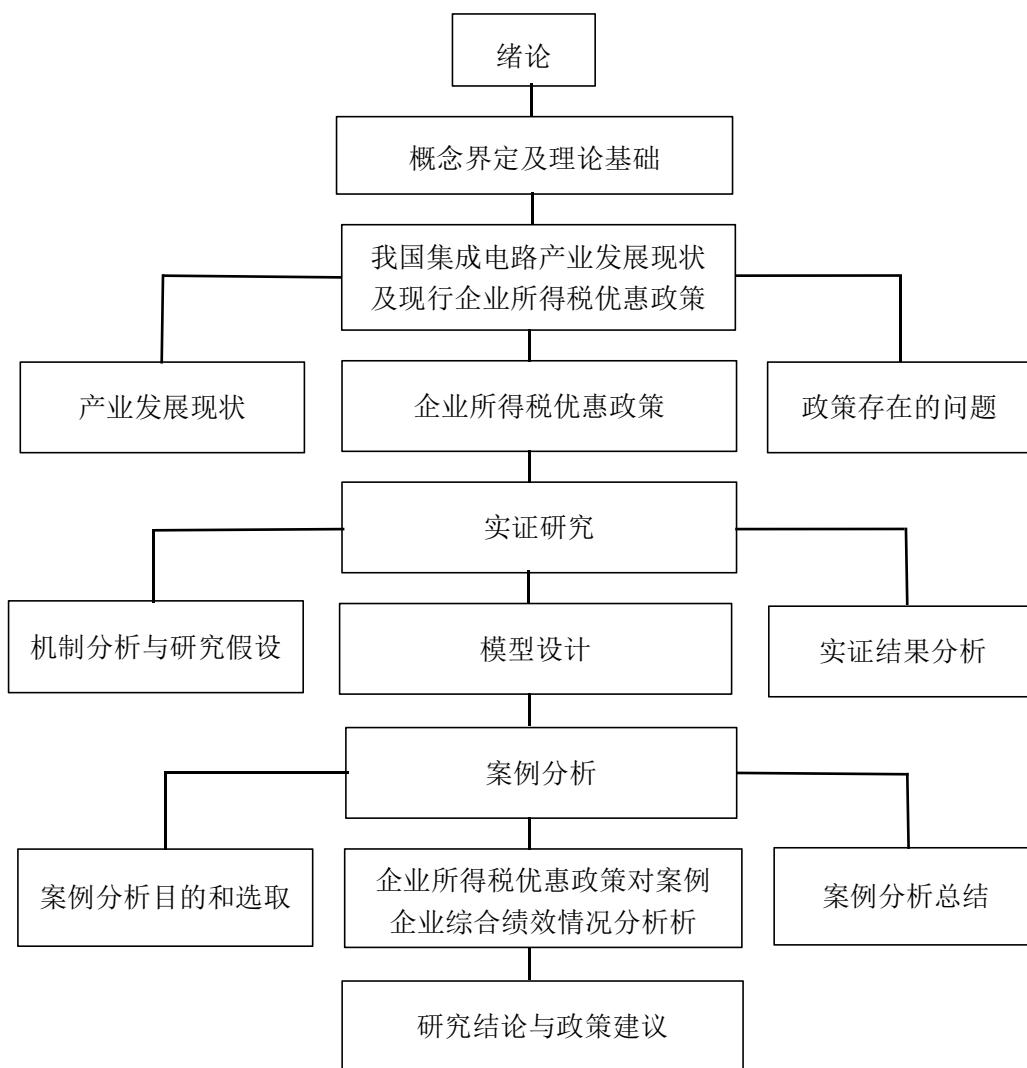 绪论
概念界定及理论基础
我国集成电路产业发展现状
及现行企业所得税优惠政策
产业发展现状
企业所得税优惠政策
政策存在的问题
实证研究
机制分析与研究假设
模型设计
实证结果分析
案例分析
案例分析目的和选取
企业所得税优惠政策对案例
企业综合绩效情况分析析
案例分析总结
研究结论与政策建议